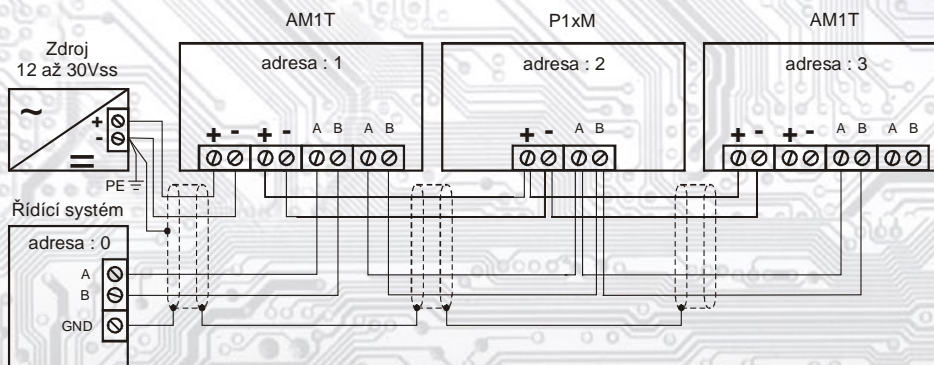 AM1T
P1xM
AM1T
Zdroj
12 až 30Vss
adresa : 1
adresa : 2
adresa : 3
~
+
-
=
+ - + - A B A B
+ - A B
+ - + - A B A B
PE
Řídící systém
adresa : 0
A
B
GND